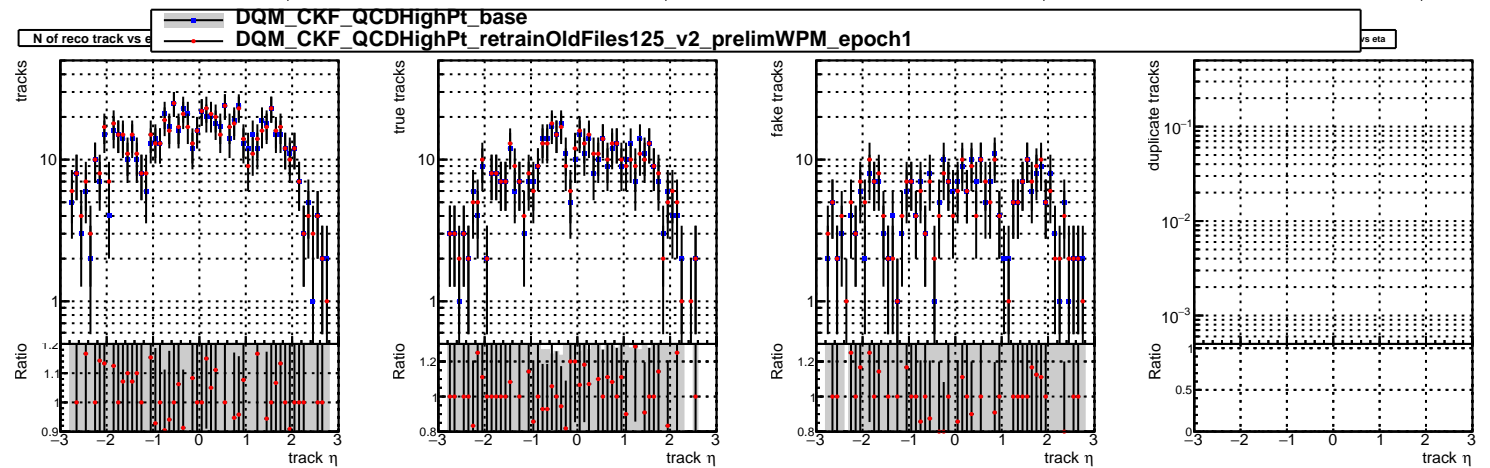 DQM_CKF_QCDHighPt_base
DQM_CKF_QCDHighPt_retrainOldFiles125_v2_prelimWPM_epoch1
N of reco track vs e
vs eta
tracks
10
1
Ratio
1.2
1.1
1
0.9
−3 −2 −1 0 1 2 3
track η
true tracks
10
1
Ratio
1.2
1
0.8
−3 −2 −1 0 1 2 3
track η
fake tracks
10
1
Ratio
1.2
1
0.8
−3 −2 −1 0 1 2 3
track η
duplicate tracks
10−1
10−2
10−3
Ratio
1
0.5
0
−3 −2 −1 0 1 2 3
track η